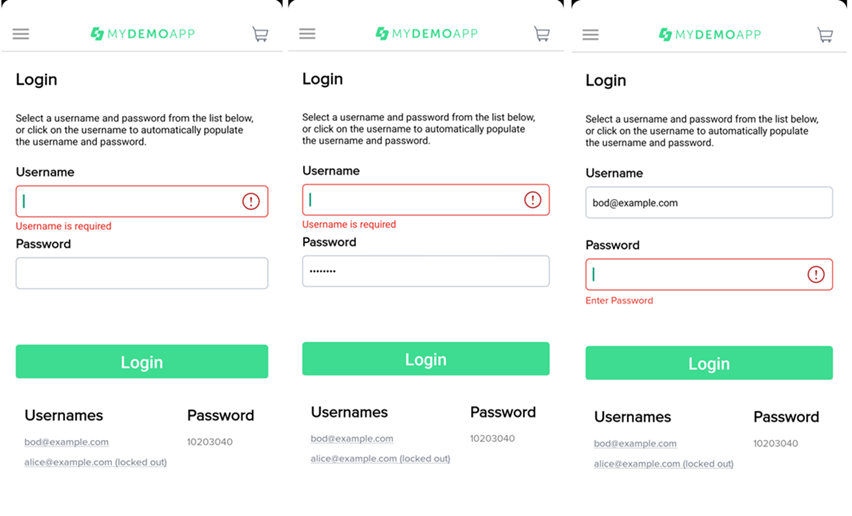 MYDEMOAPP
Login
Select a username and password from the list below,
or click on the username to automatically populate
the username and password.
Username
Username is required
Password
Login
Usernames Password
bod@example.com 10203040
alice@example.com (locked out)
MYDEMOAPP
Login
Select a username and password from the list below,
or click on the username to automatically populate
the username and password.
Username
Username is required
Password
••••••••
Login
Usernames Password
bod@example.com 10203040
alice@example.com (locked out)
MYDEMOAPP
Login
Select a username and password from the list below,
or click on the username to automatically populate
the username and password.
Username
bod@example.com
Password
Enter Password
Login
Usernames Password
bod@example.com 10203040
alice@example.com (locked out)